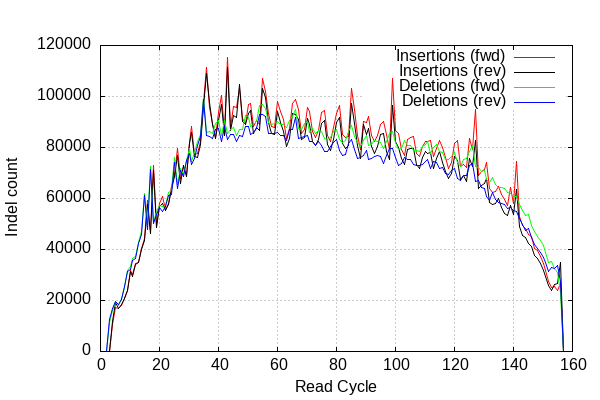 120000
100000
80000
60000
40000
20000
0
Indel count
Insertions (fwd)
Insertions (rev)
Deletions (fwd)
Deletions (rev)
0 20 40 60 80 100 120 140 160
Read Cycle